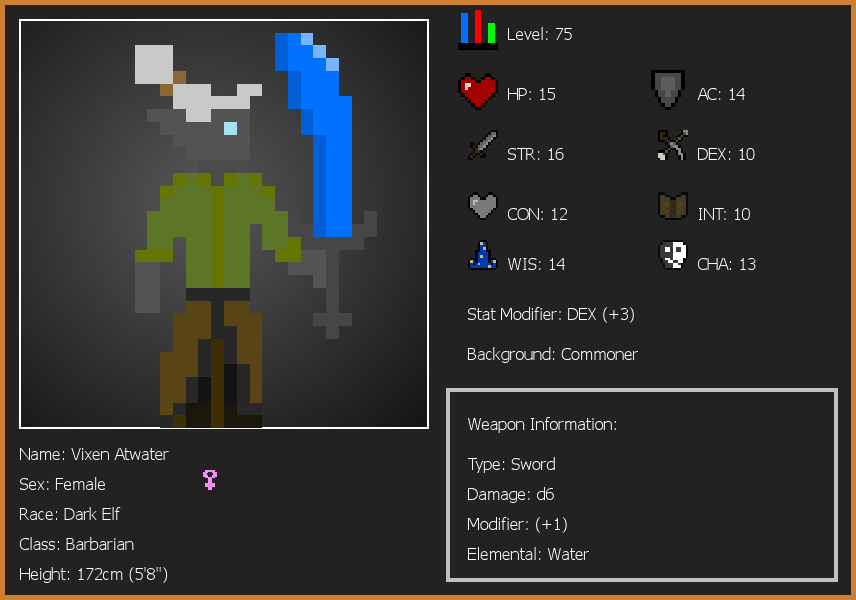 Level: 75
HP: 15
AC: 14
STR: 16
DEX: 10
CON: 12
INT: 10
WIS: 14
CHA: 13
Stat Modifier: DEX (+3)
Background: Commoner
Weapon Information:
Type: Sword
Damage: d6
Modifier: (+1)
Elemental: Water
Name: Vixen Atwater
Sex: Female
Race: Dark Elf
Class: Barbarian
Height: 172cm (5'8")